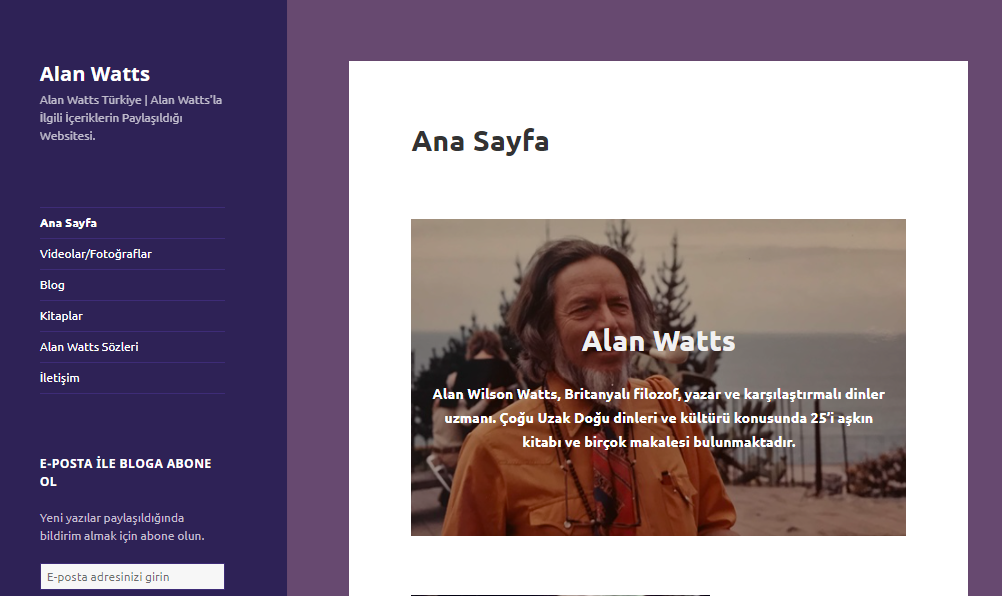 Alan Watts
Alan Watts Türkiye | Alan Watts'la
İlgili İçeriklerin Paylaşıldığı
Websitesi.
Ana Sayfa
Videolar/Fotoğraflar
Blog
Kitaplar
Alan Watts Sözleri
İletişim
E-POSTA İLE BLOGA ABONE
OL
Yeni yazılar paylaşıldığında
bildirim almak için abone olun.
E-posta adresinizi girin
Ana Sayfa
Alan Watts
Alan Wilson Watts, Britanyalı filozof, yazar ve karşılaştırmalı dinler
uzmanı. Çoğu Uzak Doğu dinleri ve kültürü konusunda 25’i aşkın
kitabı ve birçok makalesi bulunmaktadır.